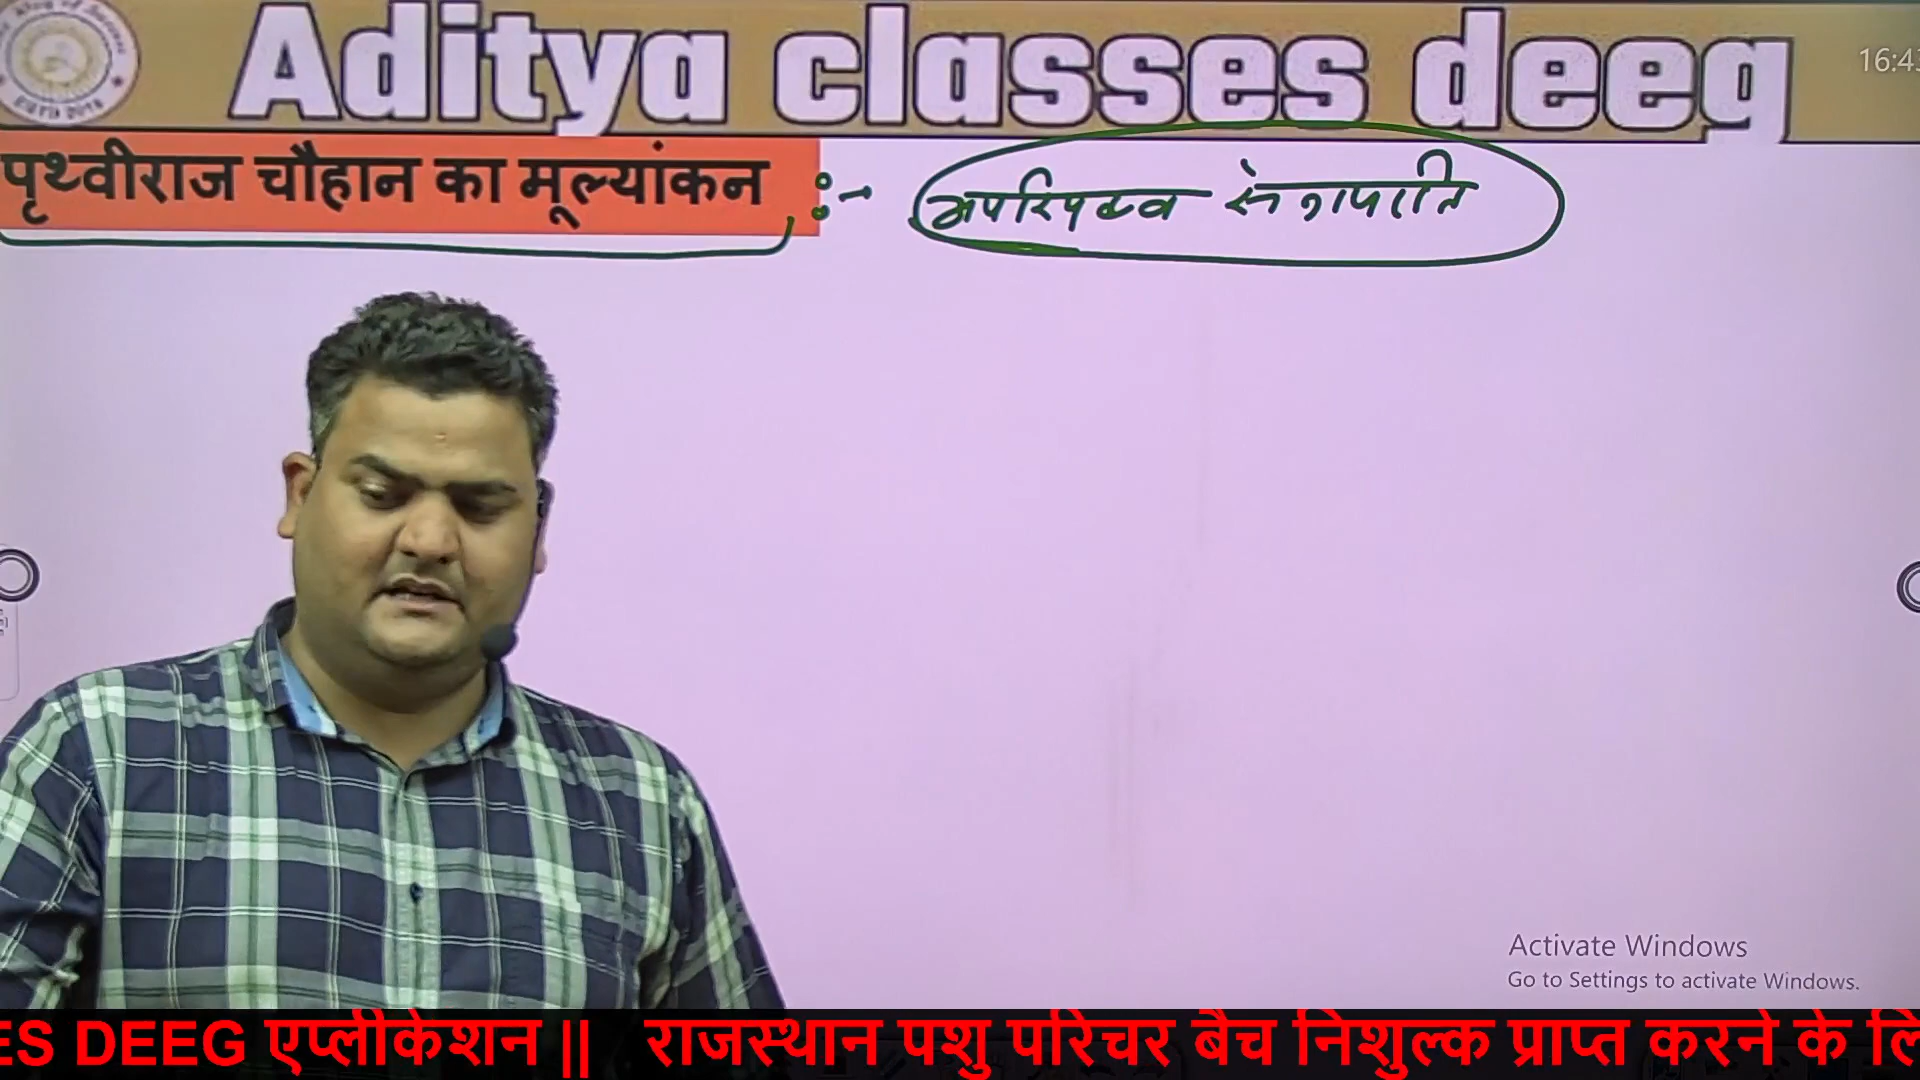 Aditya classes deeg
16:43
पृथ्वीराज चौहान का मूल्यांकन :→ अपरिपक्व सेनापति
Activate Windows
Go to Settings to activate Windows.
ES DEEG एप्लीकेशन || राजस्थान पशु परिचर बैच निशुल्क प्राप्त करने के लि